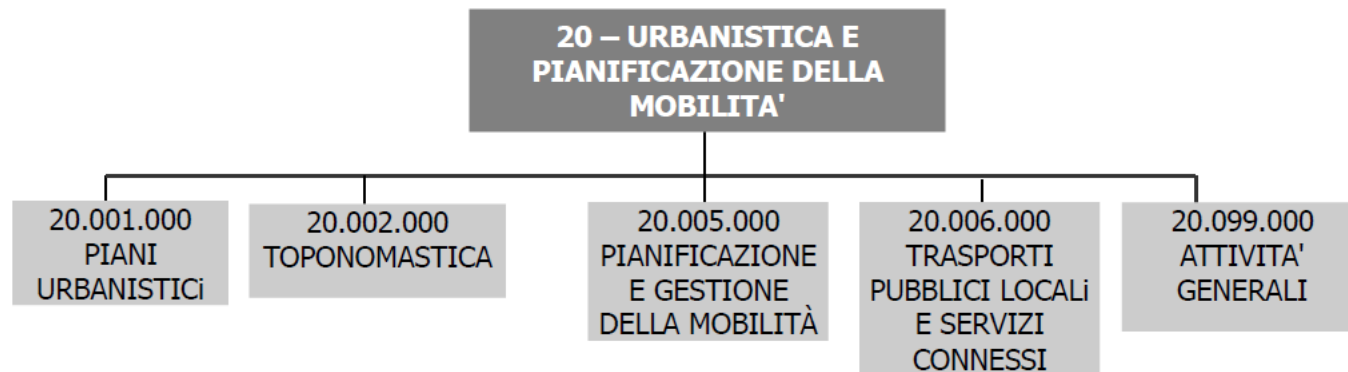 20 – URBANISTICA E
PIANIFICAZIONE DELLA
MOBILITA'
20.001.000
PIANI
URBANISTICi
20.002.000
TOPONOMASTICA
20.005.000
PIANIFICAZIONE
E GESTIONE
DELLA MOBILITÀ
20.006.000
TRASPORTI
PUBBLICI LOCALi
E SERVIZI
CONNESSI
20.099.000
ATTIVITA'
GENERALI